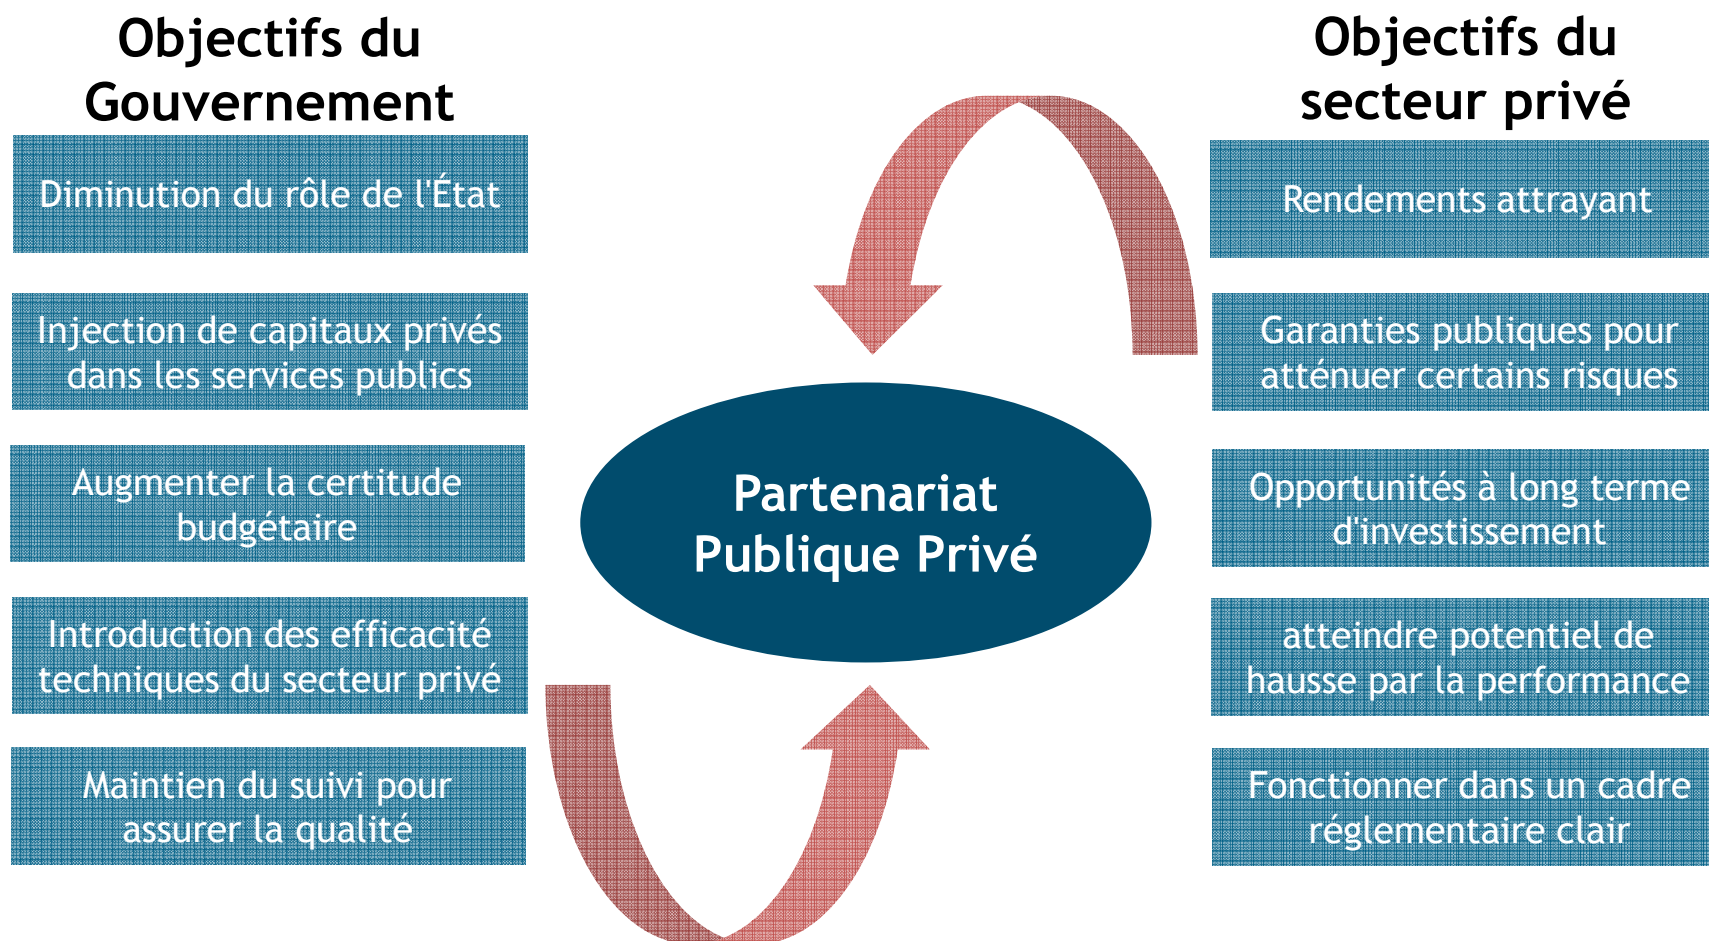 Objectifs du
Gouvernement
Diminution du rôle de l'État
Injection de capitaux privés
dans les services publics
Augmenter la certitude
budgétaire
Introduction des efficacité
techniques du secteur privé
Maintien du suivi pour
assurer la qualité
Partenariat
Publique Privé
Objectifs du
secteur privé
Rendements attrayant
Garanties publiques pour
atténuer certains risques
Opportunités à long terme
d'investissement
atteindre potentiel de
hausse par la performance
Fonctionner dans un cadre
réglementaire clair